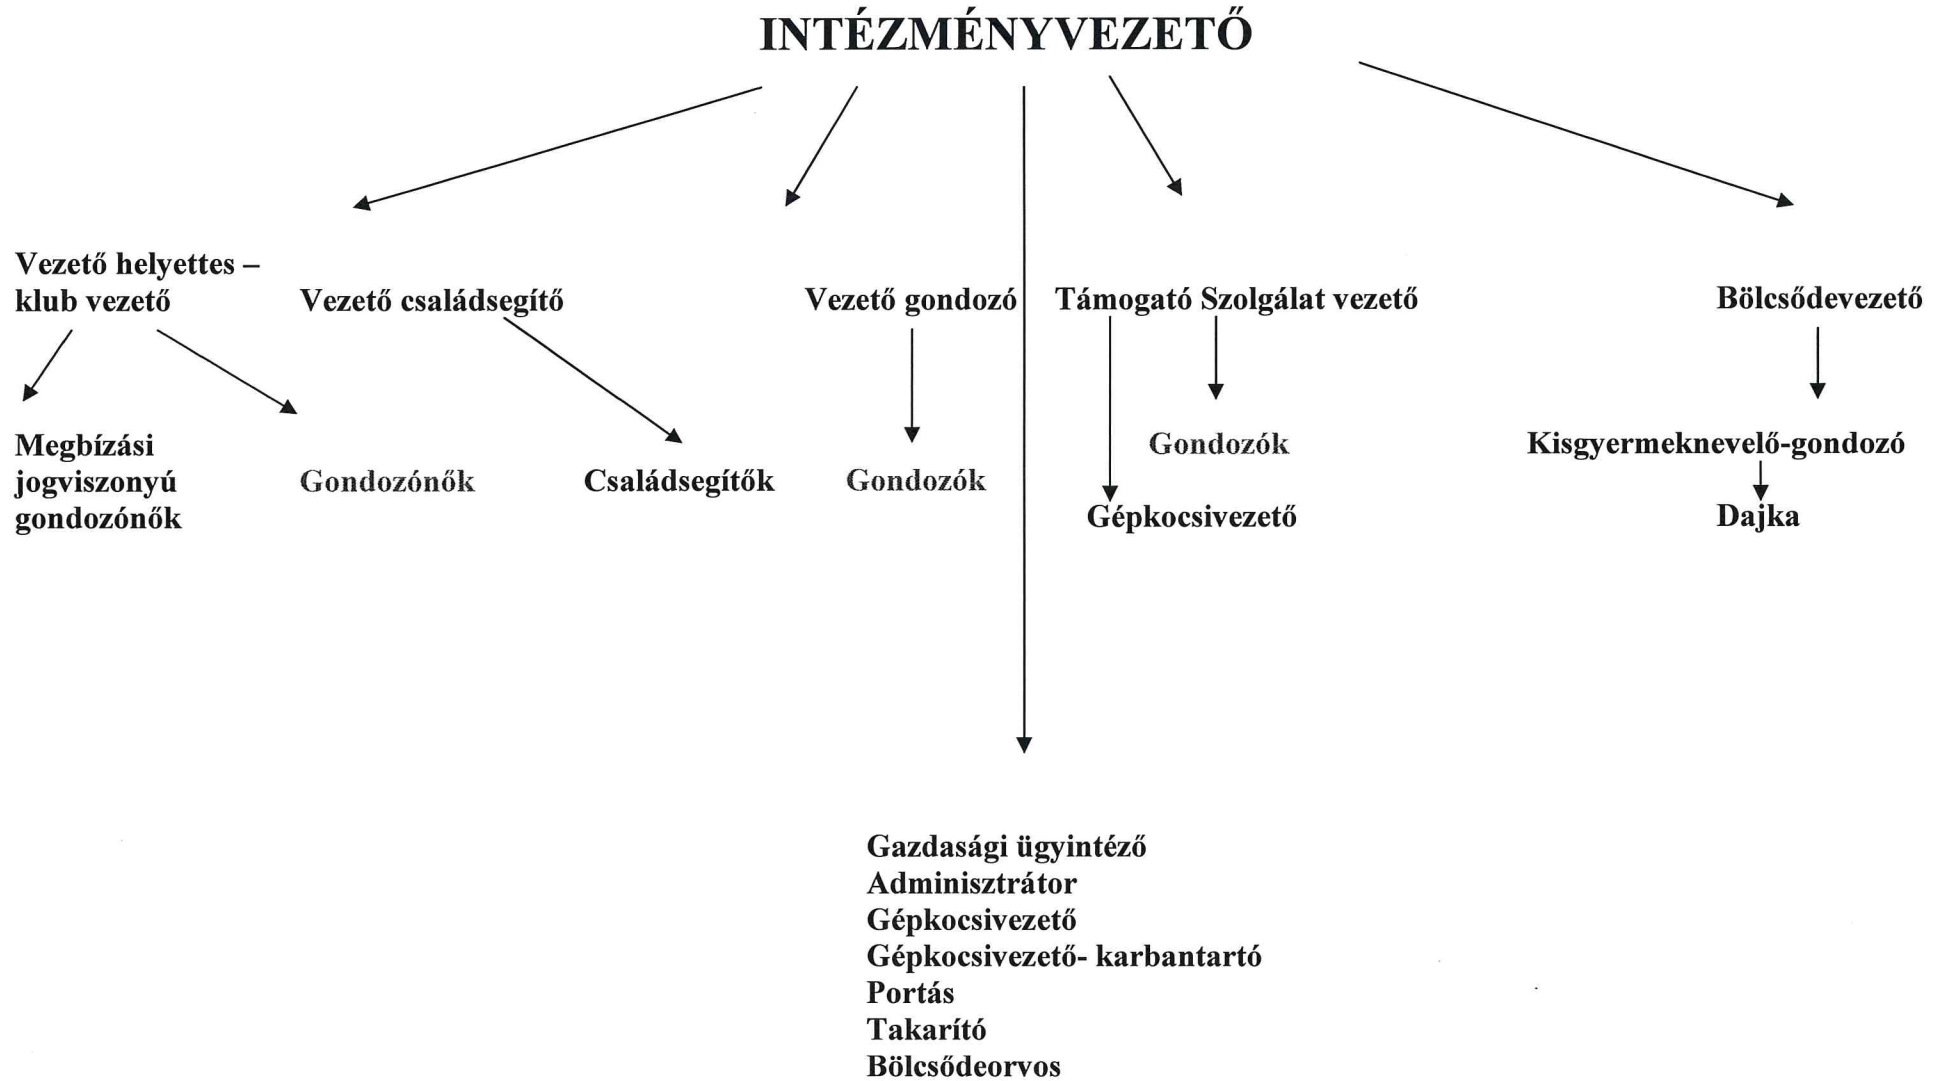 INTÉZMÉNYVEZETŐ
Vezető helyettes –
klub vezető
Vezető családsegítő
Vezető gondozó
Támogató Szolgálat vezető
Bölcsődevezető
Megbízási
jogviszonyú
gondozónők
Gondozónők
Családsegítők
Gondozók
Gondozók
Gépkocsivezető
Kisgyermeknevelő-gondozó
Dajka
Gazdasági ügyintéző
Adminisztrátor
Gépkocsivezető
Gépkocsivezető- karbantartó
Portás
Takarító
Bölcsődeorvos